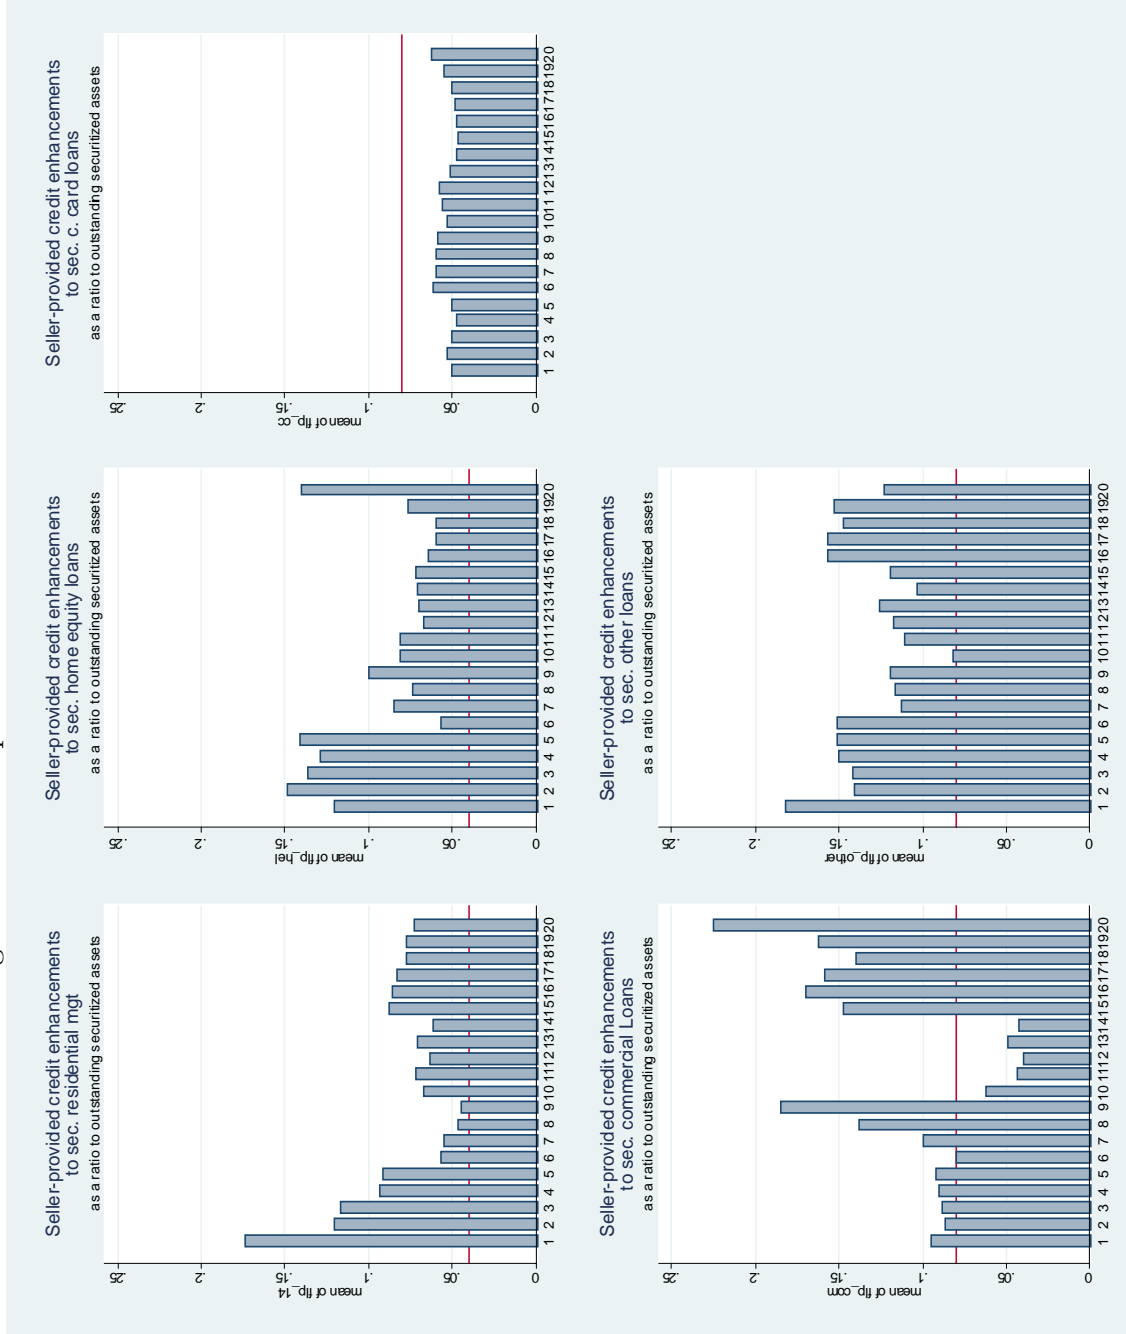 Seller-provided credit enhancements
to sec. residential mgt
as a ratio to outstanding securitized assets
mean of flp_14
.25
.2
.15
.1
.05
0
1 2 3 4 5 6 7 8 9 10 11 12 13 14 15 16 17 18 19 20
Seller-provided credit enhancements
to sec. home equity loans
as a ratio to outstanding securitized assets
mean of flp_hel
.25
.2
.15
.1
.05
0
1 2 3 4 5 6 7 8 9 10 11 12 13 14 15 16 17 18 19 20
Seller-provided credit enhancements
to sec. c. card loans
as a ratio to outstanding securitized assets
mean of flp_cc
.25
.2
.15
.1
.05
0
1 2 3 4 5 6 7 8 9 10 11 12 13 14 15 16 17 18 19 20
Seller-provided credit enhancements
to sec. commercial Loans
as a ratio to outstanding securitized assets
mean of flp_com
.25
.2
.15
.1
.05
0
1 2 3 4 5 6 7 8 9 10 11 12 13 14 15 16 17 18 19 20
Seller-provided credit enhancements
to sec. other loans
as a ratio to outstanding securitized assets
mean of flp_other
.25
.2
.15
.1
.05
0
1 2 3 4 5 6 7 8 9 10 11 12 13 14 15 16 17 18 19 20